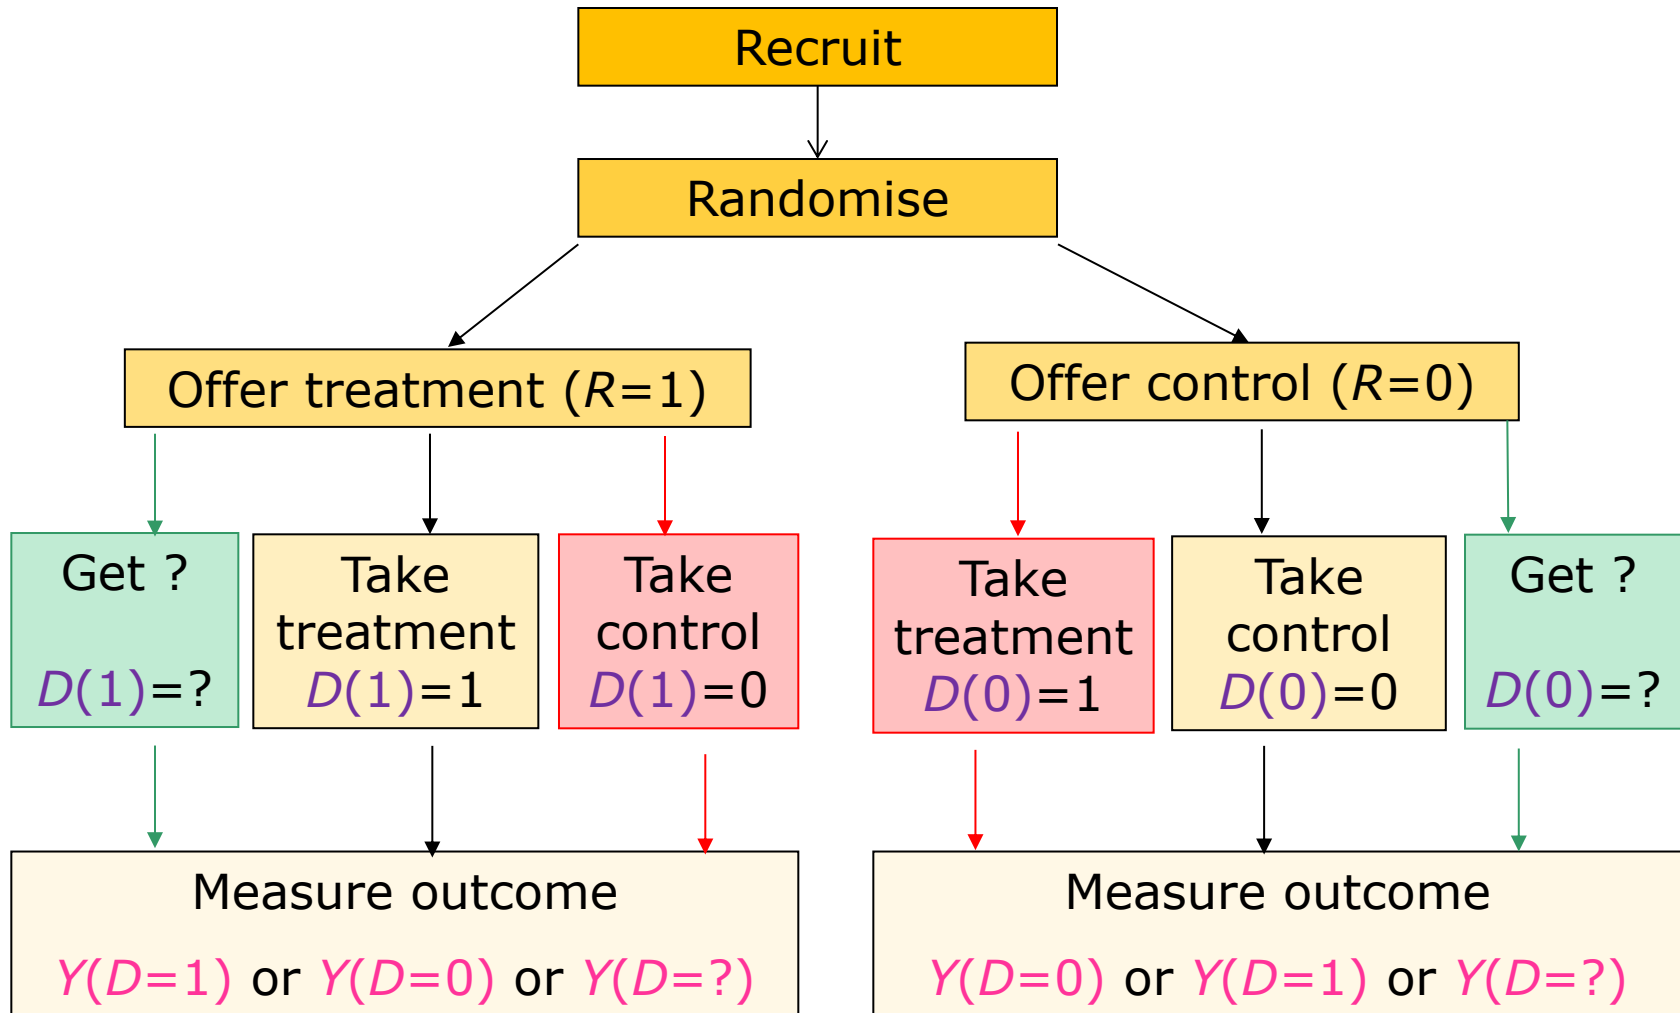 Recruit
Randomise
Offer treatment (R=1)
Offer control (R=0)
Get ?
D(1)=?
Take
treatment
D(1)=1
Take
control
D(1)=0
Take
treatment
D(0)=1
Take
control
D(0)=0
Get ?
D(0)=?
Measure outcome
Y(D=1) or Y(D=0) or Y(D=?)
Measure outcome
Y(D=0) or Y(D=1) or Y(D=?)